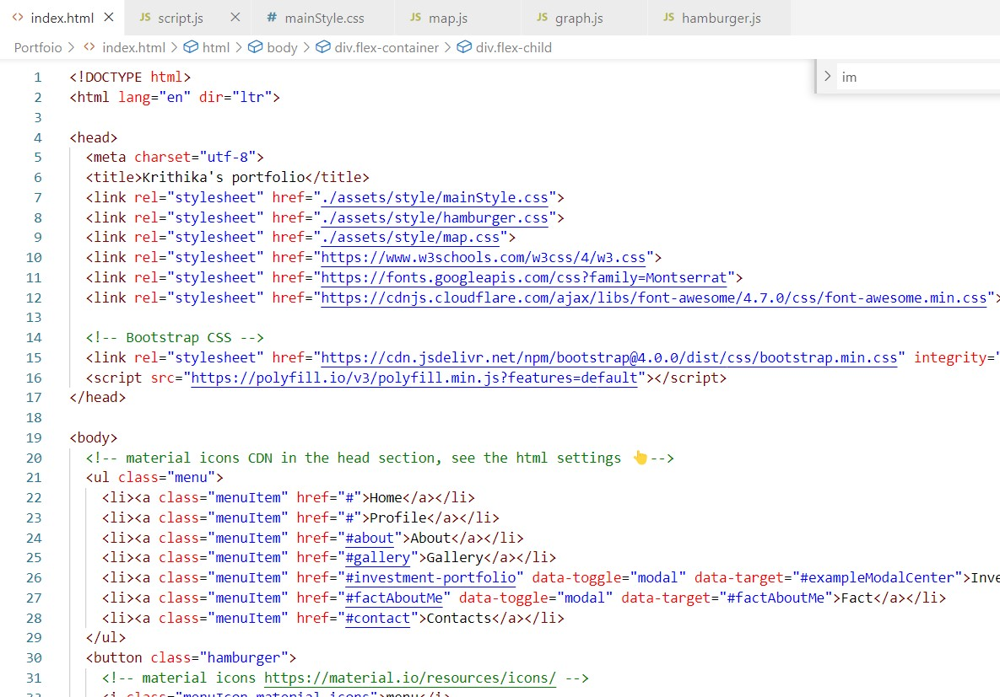 index.html
JS script.js
# mainStyle.css
JS map.js
JS graph.js
JS hamburger.js
Portfoio > <> index.html > html > body > div.flex-container > div.flex-child
> im
1 <!DOCTYPE html>
2 <html lang="en" dir="ltr">
3
4 <head>
5 <meta charset="utf-8">
6 <title>Krithika's portfolio</title>
7 <link rel="stylesheet" href="./assets/style/mainStyle.css">
8 <link rel="stylesheet" href="./assets/style/hamburger.css">
9 <link rel="stylesheet" href="./assets/style/map.css">
10 <link rel="stylesheet" href="https://www.w3schools.com/w3css/4/w3.css">
11 <link rel="stylesheet" href="https://fonts.googleapis.com/css?family=Montserrat">
12 <link rel="stylesheet" href="https://cdnjs.cloudflare.com/ajax/libs/font-awesome/4.7.0/css/font-awesome.min.css">
13
14 <!-- Bootstrap CSS -->
15 <link rel="stylesheet" href="https://cdn.jsdelivr.net/npm/bootstrap@4.0.0/dist/css/bootstrap.min.css" integrity="
16 <script src="https://polyfill.io/v3/polyfill.min.js?features=default"></script>
17 </head>
18
19 <body>
20 <!-- material icons CDN in the head section, see the html settings 👆-->
21 <ul class="menu">
22 <li><a class="menuItem" href="#">Home</a></li>
23 <li><a class="menuItem" href="#">Profile</a></li>
24 <li><a class="menuItem" href="#about">About</a></li>
25 <li><a class="menuItem" href="#gallery">Gallery</a></li>
26 <li><a class="menuItem" href="#investment-portfolio" data-toggle="modal" data-target="#exampleModalCenter">Inve
27 <li><a class="menuItem" href="#factAboutMe" data-toggle="modal" data-target="#factAboutMe">Fact</a></li>
28 <li><a class="menuItem" href="#contact">Contacts</a></li>
29 </ul>
30 <button class="hamburger">
31 <!-- material icons https://material.io/resources/icons/ -->
32 <i class="menuIcon material-icons">menu</i>